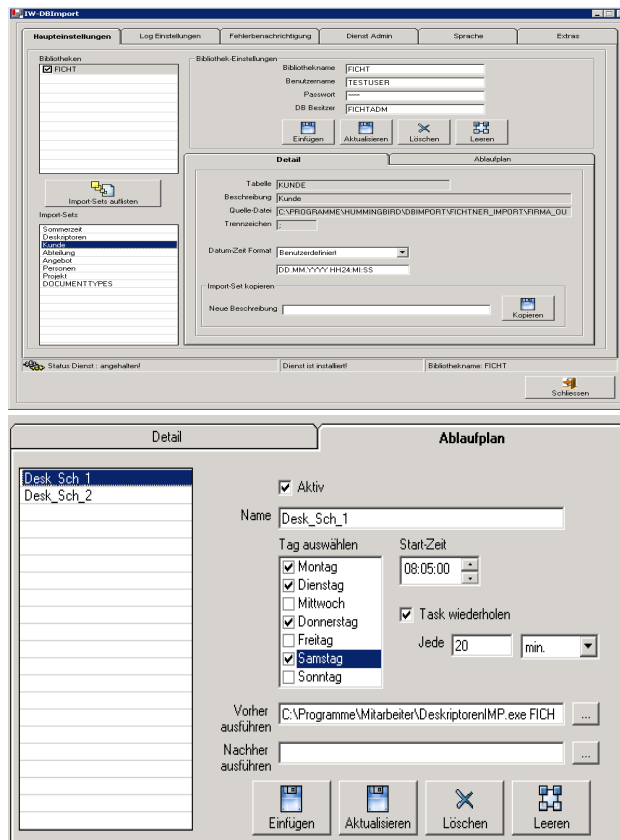 IW-DBImport
Haupteinstellungen
Log Einstellungen
Fehlerbenachrichtigung
Dienst Admin
Sprache
Extras
Bibliotheken
FICHT
Import-Sets auflisten
Import-Sets
Sommerzeit
Deskriptoren
Kunde
Abteilung
Angebot
Personen
Projekt
DOCUMENTTYPES
Bibliothek-Einstellungen
Bibliothekname FICHT
Benutzername TESTUSER
Passwort ****
DB Besitzer FICHTADM
Einfügen
Aktualisieren
Löschen
Leeren
Detail
Ablaufplan
Tabelle KUNDE
Beschreibung Kunde
Quelle-Datei C:\PROGRAMME\HUMMINGBIRD\DBIMPORT\FICHTNER_IMPORT\FIRMA_OU
Trennzeichen ;
Datum-Zeit Format Benutzerdefiniert
DD.MM.YYYY HH24:MI:SS
Import-Set kopieren
Neue Beschreibung
Kopieren
Status Dienst : angehalten!
Dienst ist installiert!
Bibliothekname: FICHT
Schliessen
Detail
Ablaufplan
Desk_Sch_1
Desk_Sch_2
Aktiv
Name Desk_Sch_1
Tag auswählen
Montag
Dienstag
Mittwoch
Donnerstag
Freitag
Samstag
Sonntag
Start-Zeit
08:05:00
Task wiederholen
Jede 20 min.
Vorher
ausführen
C:\Programme\Mitarbeiter\DeskriptorenIMP.exe FICH
...
Nachher
ausführen
...
Einfügen
Aktualisieren
Löschen
Leeren